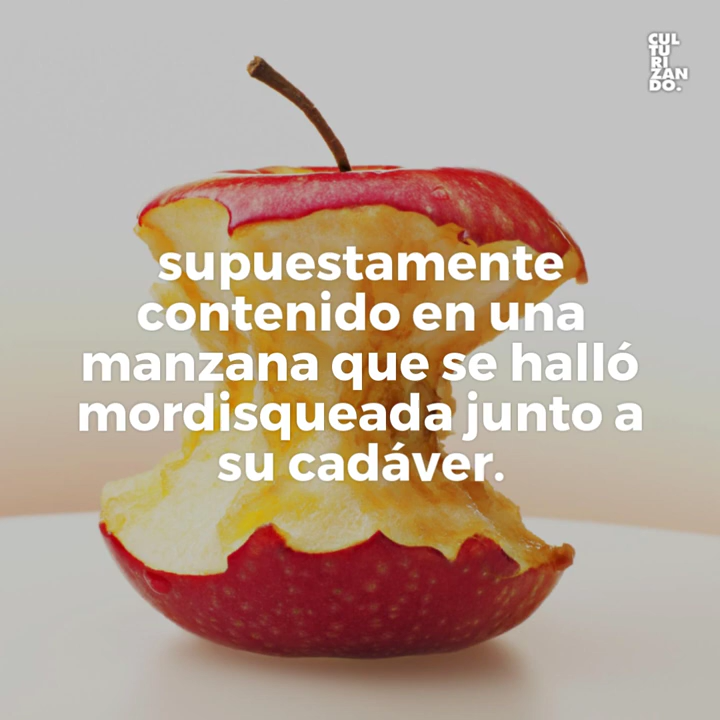 CUL
TU
RI
ZAN
DO.
supuestamente
contenido en una
manzana que se halló
mordisqueada junto a
su cadáver.